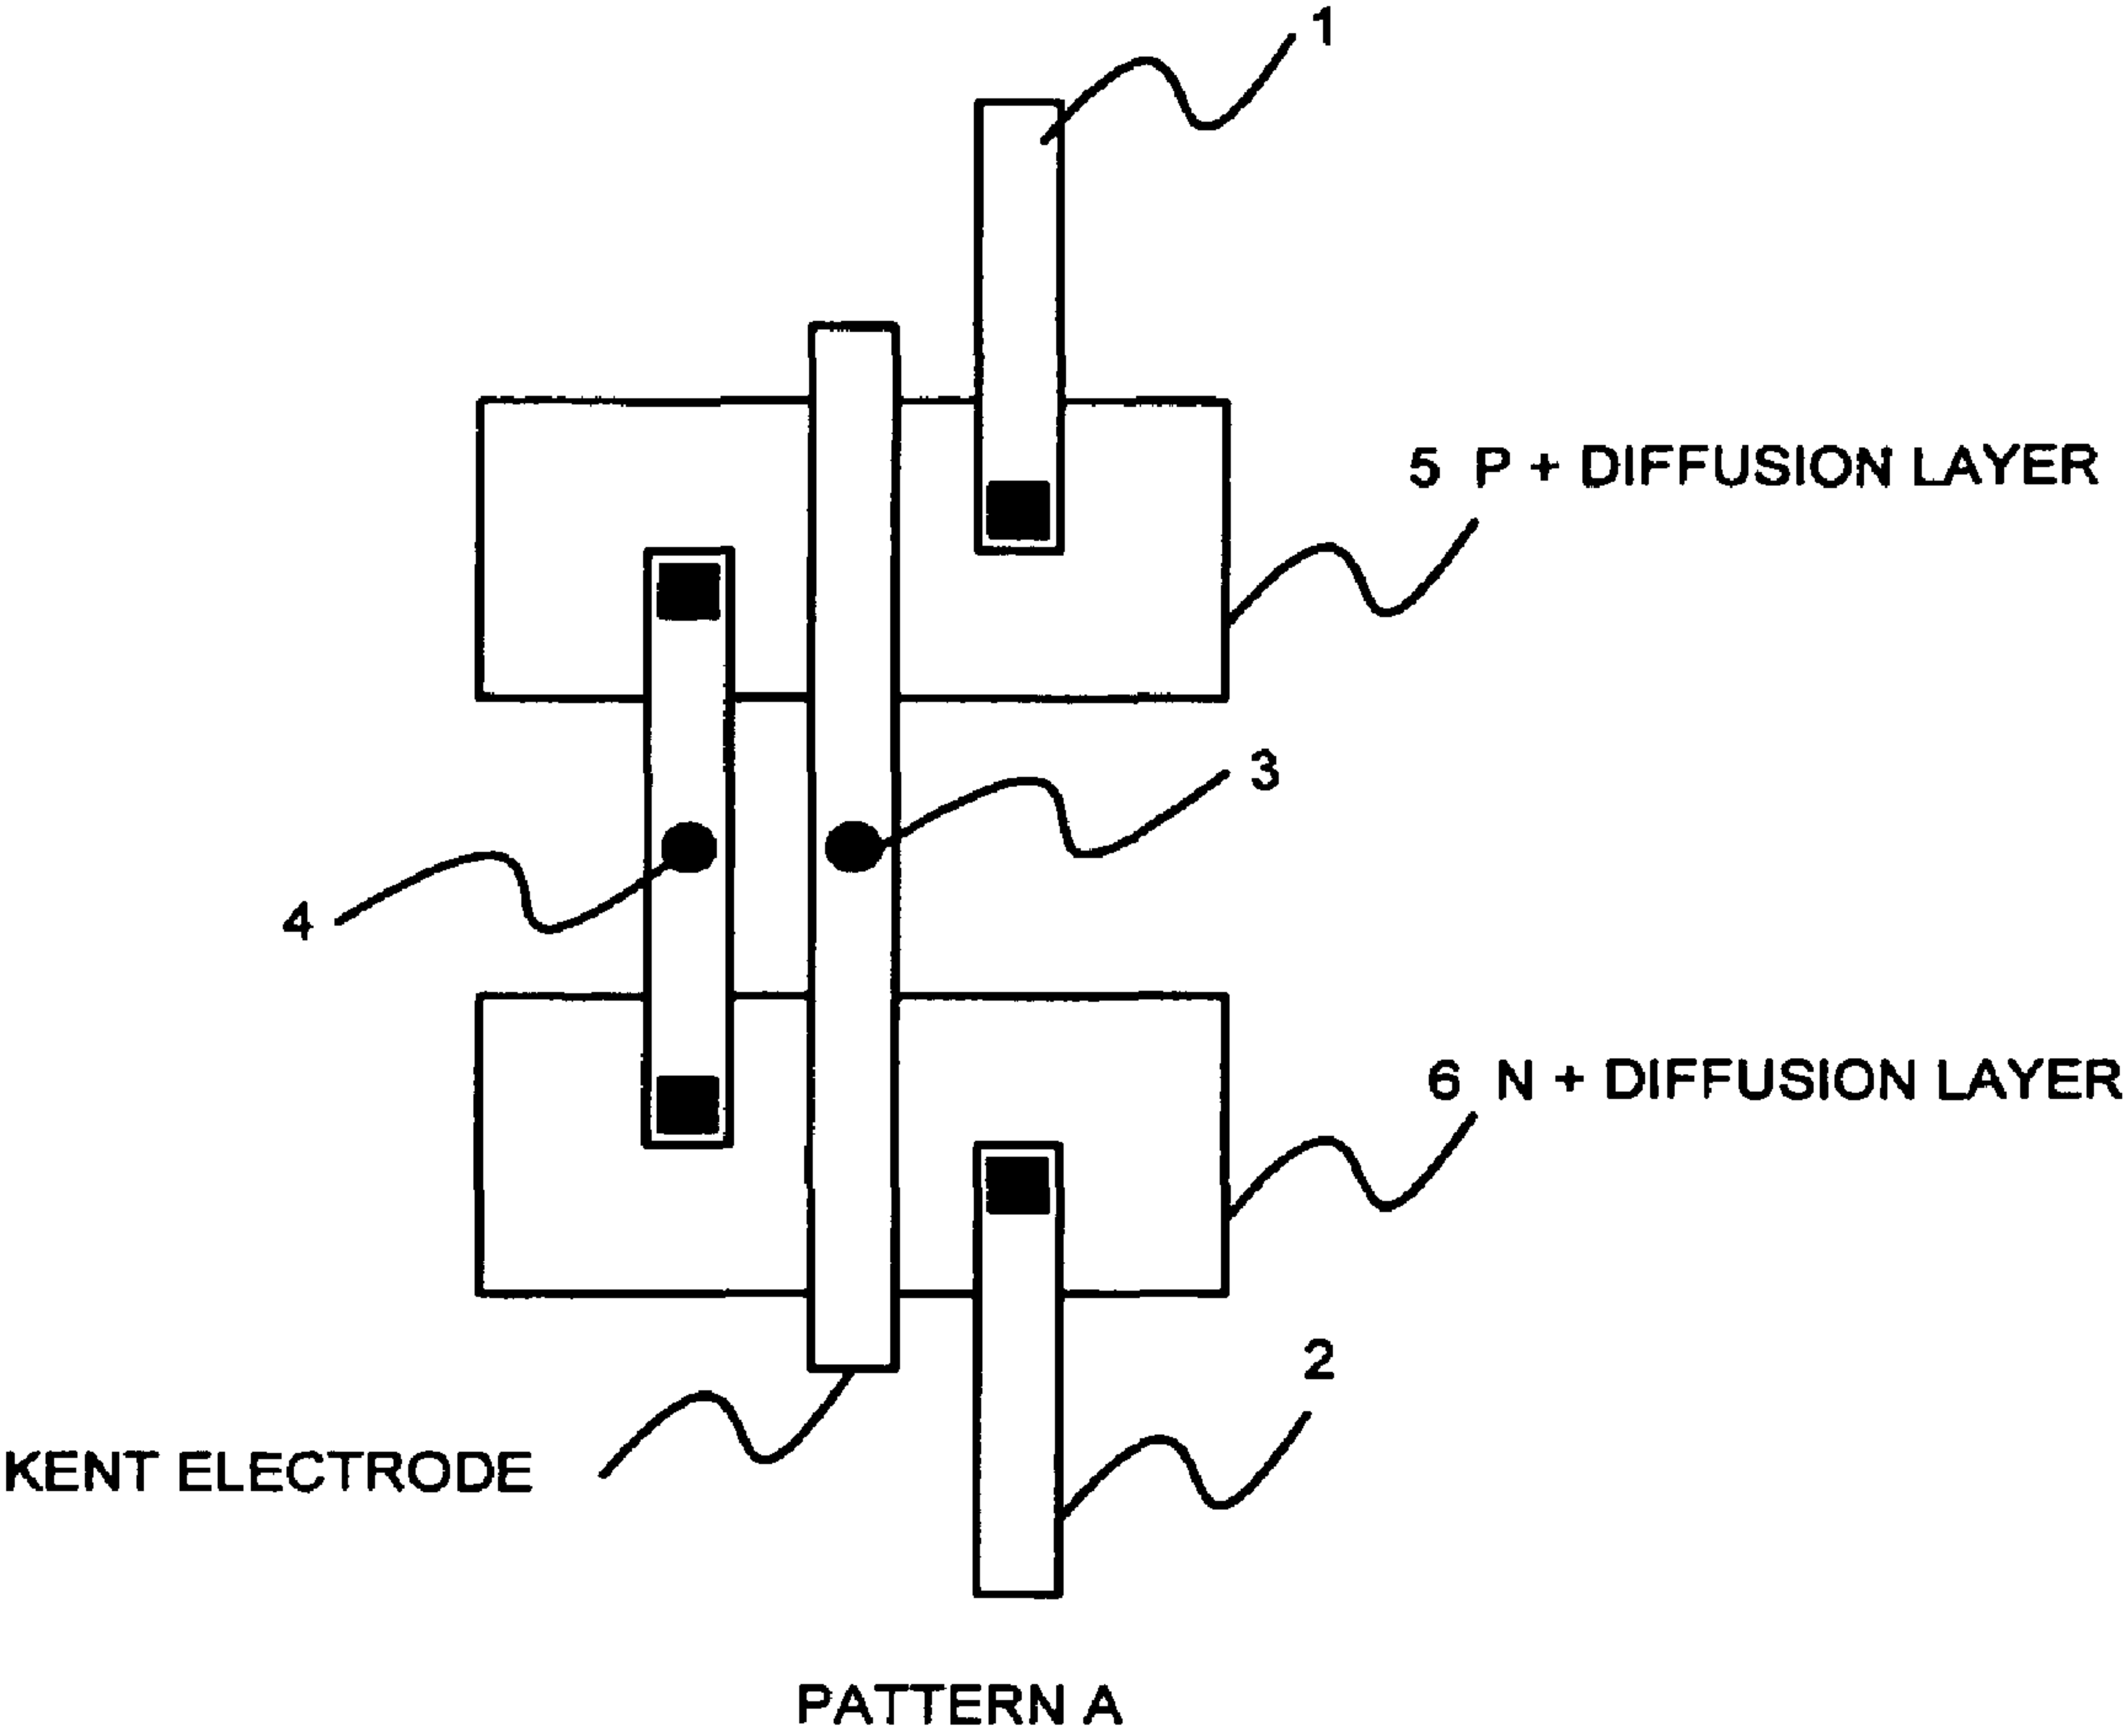 1
5 P + DIFFUSION LAYER
3
4
6 N + DIFFUSION LAYER
2
KENT ELECTRODE
PATTERN A